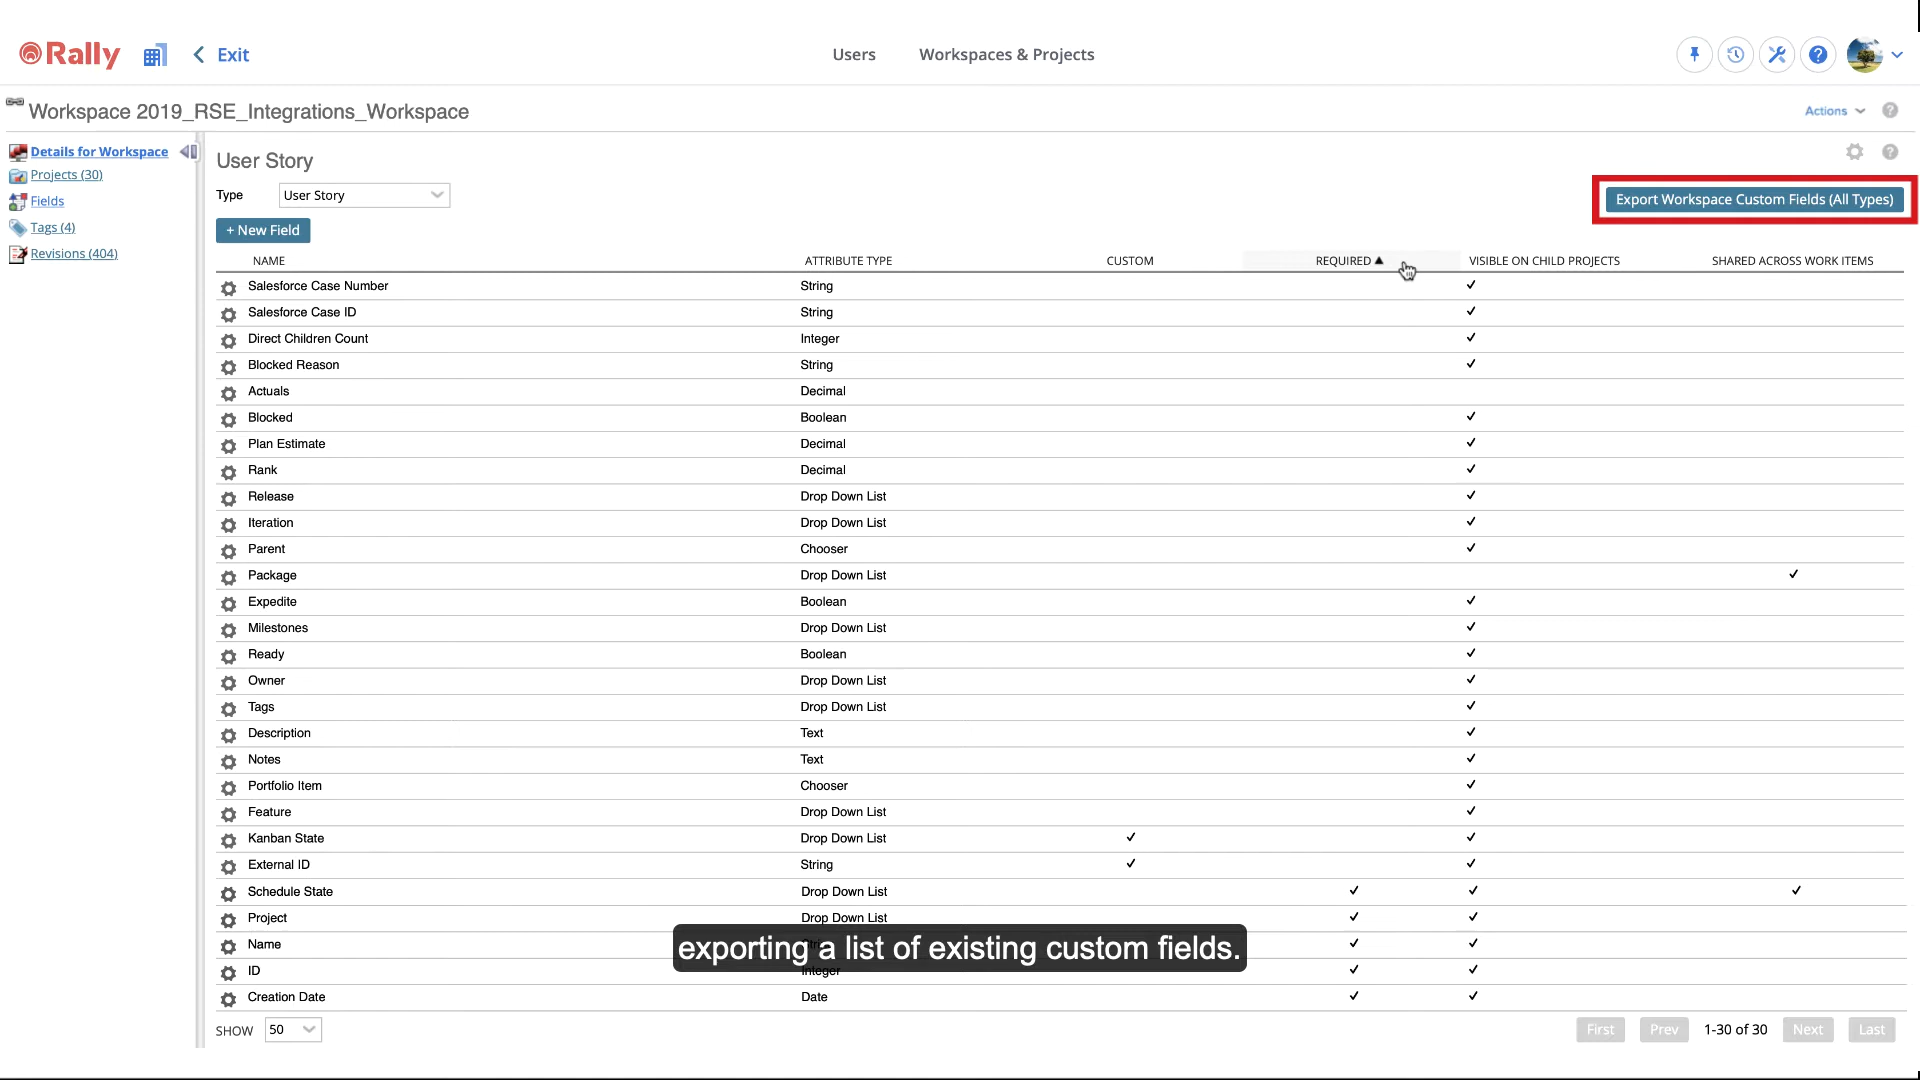 Rally Exit Users Workspaces & Projects
Workspace 2019_RSE_Integrations_Workspace Actions
Details for Workspace
Projects (30)
Fields
Tags (4)
Revisions (404)
User Story
Type User Story
Export Workspace Custom Fields (All Types)
+ New Field
NAME ATTRIBUTE TYPE CUSTOM REQUIRED ▲ VISIBLE ON CHILD PROJECTS SHARED ACROSS WORK ITEMS
Salesforce Case Number String ✓
Salesforce Case ID String ✓
Direct Children Count Integer ✓
Blocked Reason String ✓
Actuals Decimal
Blocked Boolean ✓
Plan Estimate Decimal ✓
Rank Decimal ✓
Release Drop Down List ✓
Iteration Drop Down List ✓
Parent Chooser ✓
Package Drop Down List ✓
Expedite Boolean ✓
Milestones Drop Down List ✓
Ready Boolean ✓
Owner Drop Down List ✓
Tags Drop Down List ✓
Description Text ✓
Notes Text ✓
Portfolio Item Chooser ✓
Feature Drop Down List ✓
Kanban State Drop Down List ✓ ✓
External ID String ✓ ✓
Schedule State Drop Down List ✓ ✓ ✓
Project Drop Down List ✓ ✓
Name ✓ ✓
exporting a list of existing custom fields.
ID Integer ✓ ✓
Creation Date Date ✓ ✓
SHOW 50 First Prev 1-30 of 30 Next Last